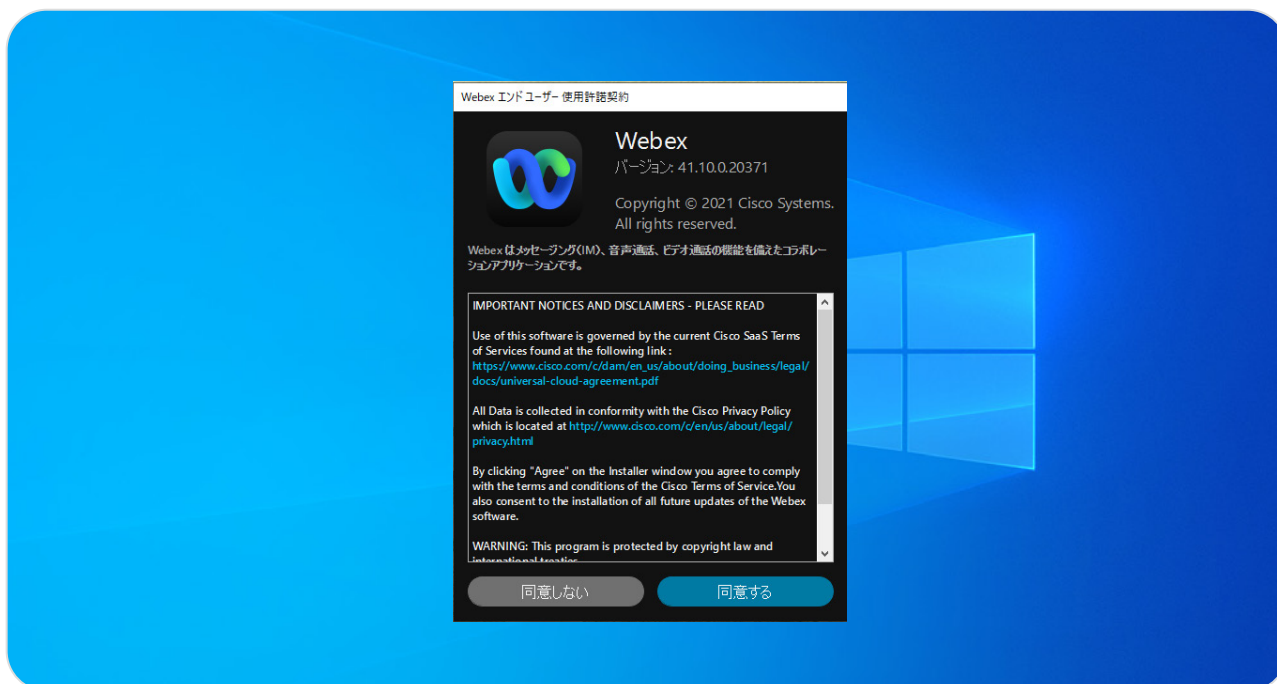 Webex エンド ユーザー 使用許諾契約
Webex
バージョン: 41.10.0.20371
Copyright © 2021 Cisco Systems.
All rights reserved.
Webex はメッセージング(IM)、音声通話、ビデオ通話の機能を備えたコラボレー
ションアプリケーションです。
IMPORTANT NOTICES AND DISCLAIMERS - PLEASE READ
Use of this software is governed by the current Cisco SaaS Terms
of Services found at the following link :
https://www.cisco.com/c/dam/en_us/about/doing_business/legal/
docs/universal-cloud-agreement.pdf
All Data is collected in conformity with the Cisco Privacy Policy
which is located at http://www.cisco.com/c/en/us/about/legal/
privacy.html
By clicking "Agree" on the Installer window you agree to comply
with the terms and conditions of the Cisco Terms of Service.You
also consent to the installation of all future updates of the Webex
software.
WARNING: This program is protected by copyright law and
international treaties
同意しない
同意する